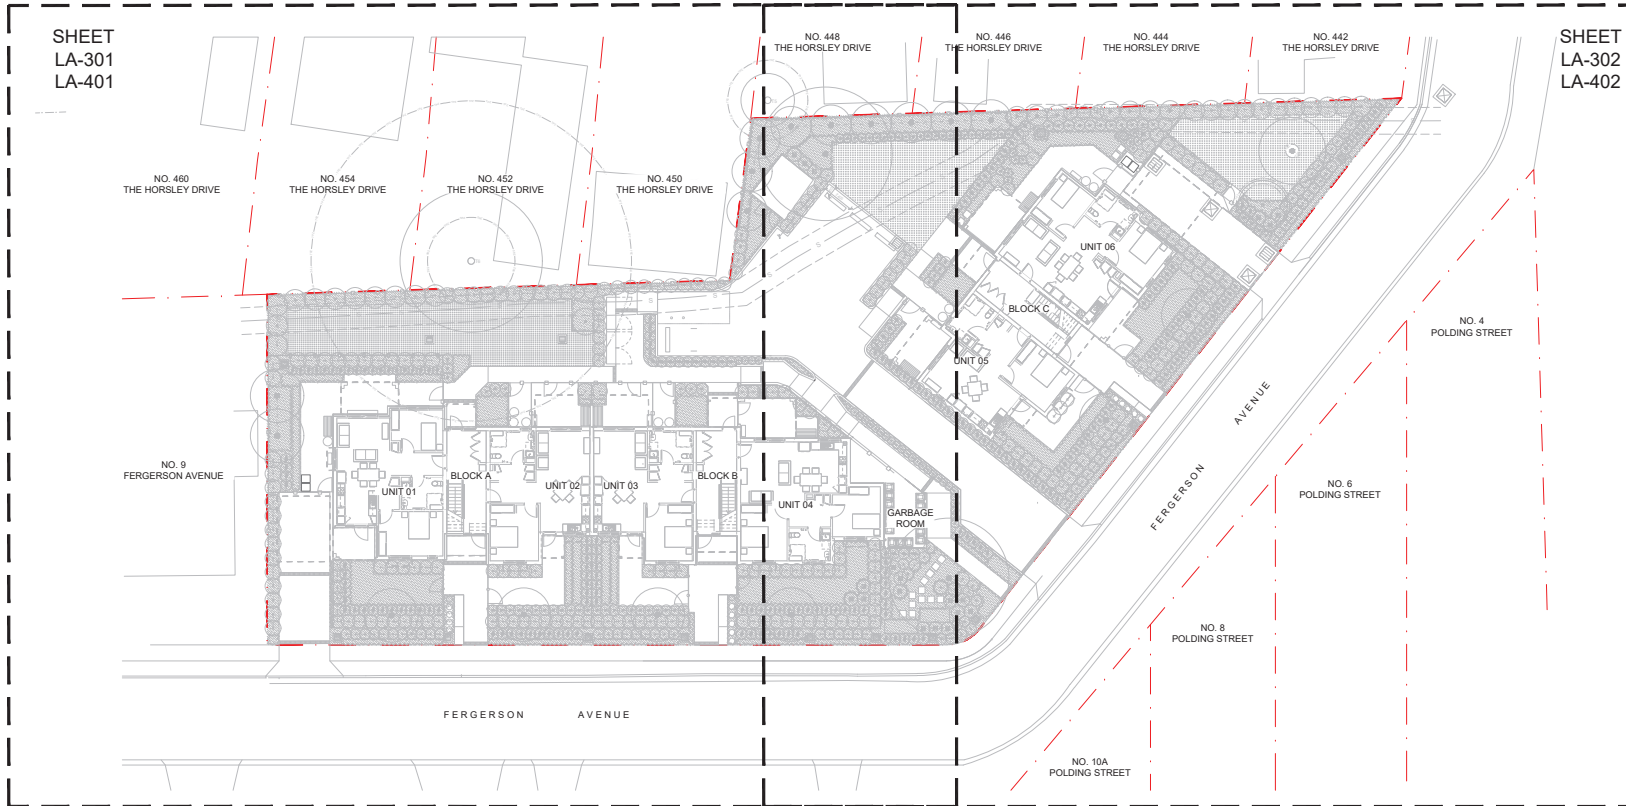 SHEET
LA-301
LA-401
NO. 448
THE HORSLEY DRIVE
NO. 446
THE HORSLEY DRIVE
NO. 444
THE HORSLEY DRIVE
NO. 442
THE HORSLEY DRIVE
SHEET
LA-302
LA-402
NO. 460
THE HORSLEY DRIVE
NO. 454
THE HORSLEY DRIVE
NO. 452
THE HORSLEY DRIVE
NO. 450
THE HORSLEY DRIVE
UNIT 06
BLOCK C
UNIT 05
NO. 4
POLDING STREET
NO. 9
FERGERSON AVENUE
UNIT 01
BLOCK A
UNIT 02
UNIT 03
BLOCK B
UNIT 04
GARBAGE
ROOM
FERGERSON AVENUE
NO. 6
POLDING STREET
NO. 8
POLDING STREET
FERGERSON AVENUE
NO. 10A
POLDING STREET